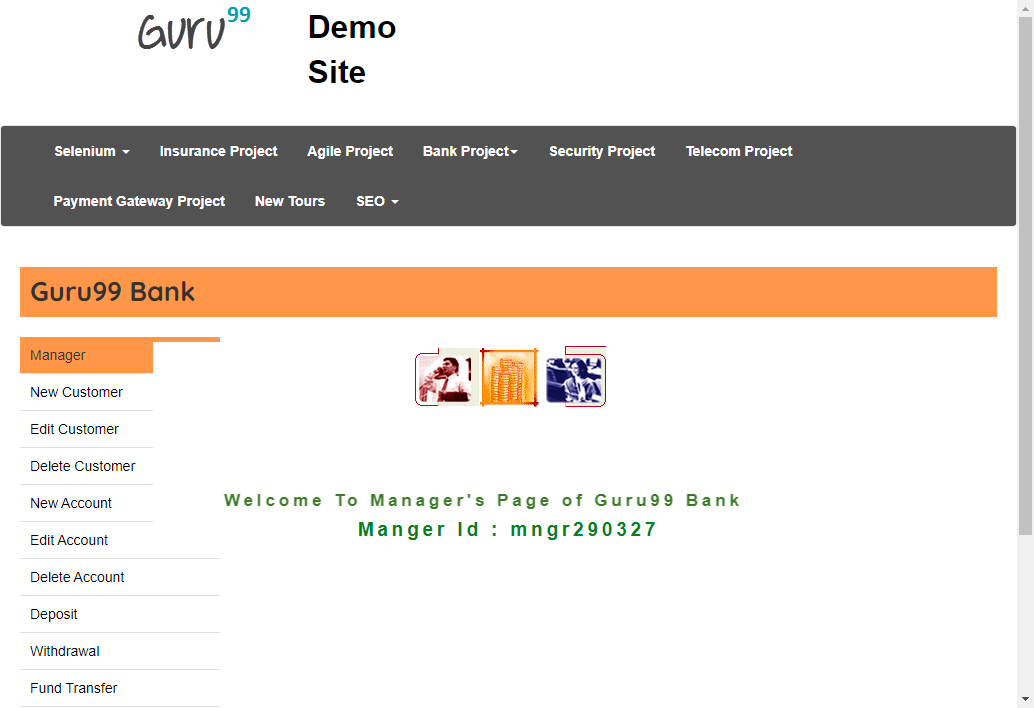 Guru99
Demo
Site
Selenium Insurance Project Agile Project Bank Project Security Project Telecom Project
Payment Gateway Project New Tours SEO
Guru99 Bank
Manager
New Customer
Edit Customer
Delete Customer
New Account
Edit Account
Delete Account
Deposit
Withdrawal
Fund Transfer
Welcome To Manager's Page of Guru99 Bank
Manger Id : mngr290327